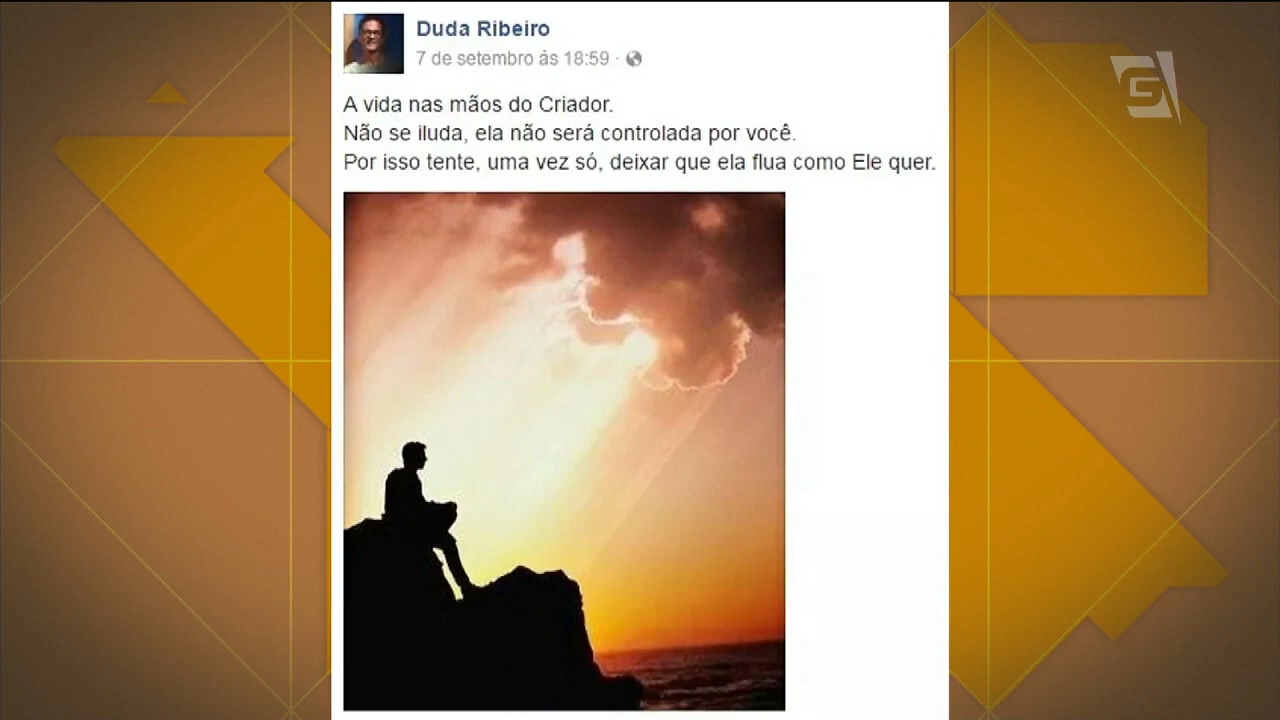 Duda Ribeiro
7 de setembro às 18:59 ·
A vida nas mãos do Criador.
Não se iluda, ela não será controlada por você.
Por isso tente, uma vez só, deixar que ela flua como Ele quer.
G